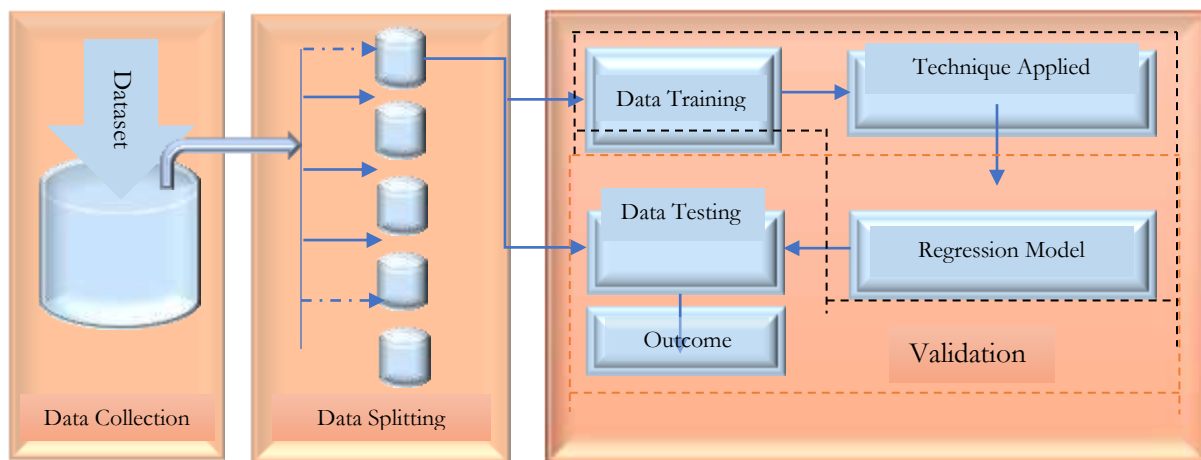 Dataset
Data Collection
Data Splitting
Data Training
Technique Applied
Data Testing
Regression Model
Outcome
Validation